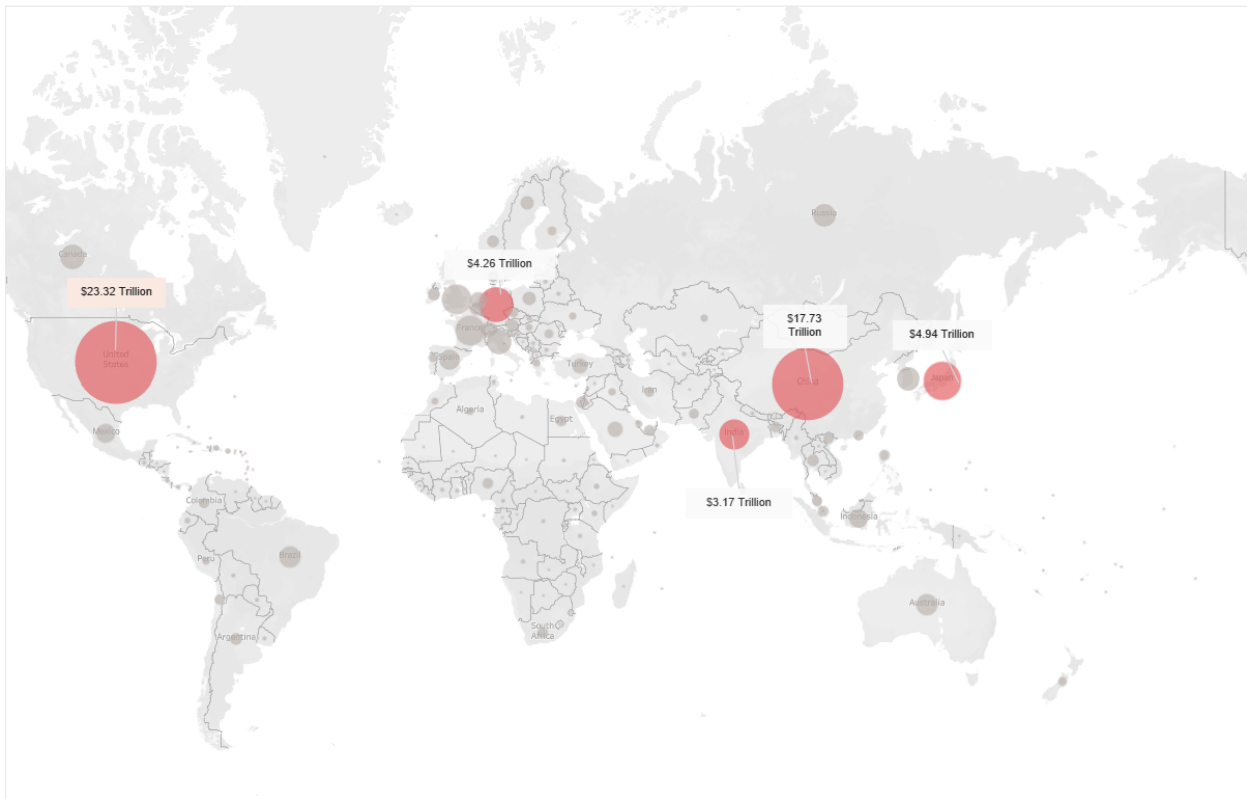 Russia
Canada
$4.26 Trillion
$23.32 Trillion
$17.73
Trillion
$4.94 Trillion
France
United
States
Spain
Turkey
China
Japan
Iran
Algeria
Egypt
India
Mexico
$3.17 Trillion
Colombia
Indonesia
Peru
Brazil
Australia
South
Africa
Argentina